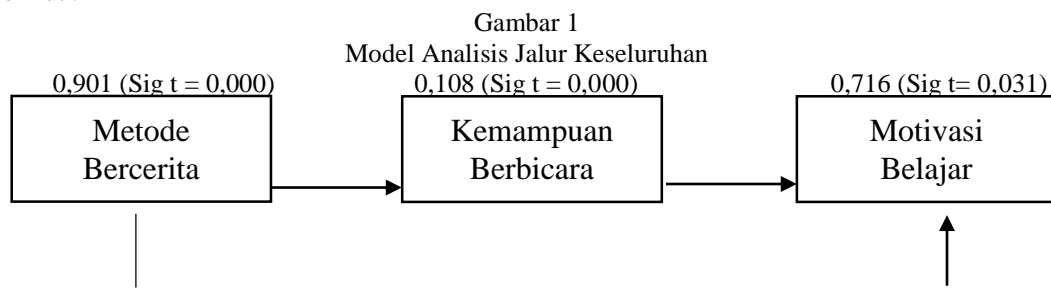 Gambar 1
Model Analisis Jalur Keseluruhan
0,901 (Sig t = 0,000)
0,108 (Sig t = 0,000)
0,716 (Sig t= 0,031)
Metode
Bercerita
Kemampuan
Berbicara
Motivasi
Belajar